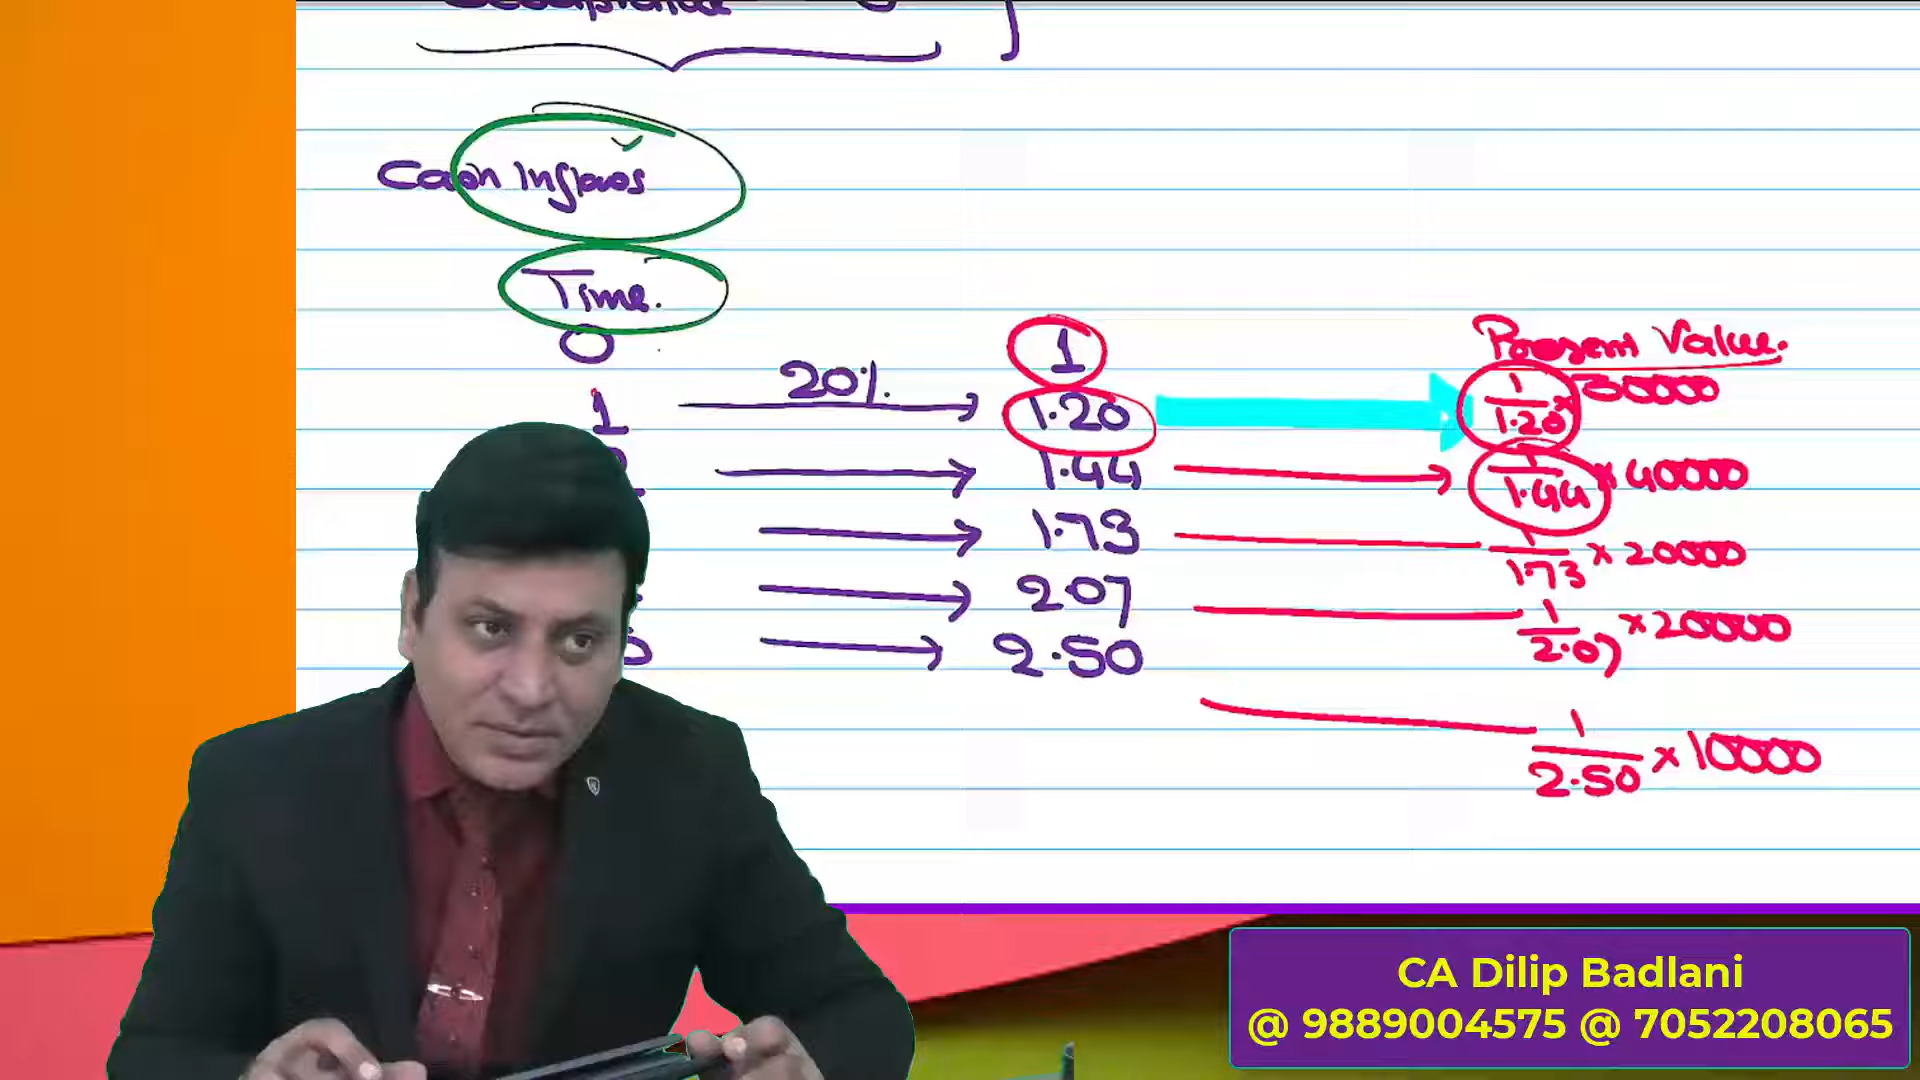 Cash Inflows
Time.
0
1
Present Value.
1 20% 1.20 1/1.20 × 30000
1.44 1/1.44 × 40000
1.73 1/1.73 × 20000
2.07 1/2.07 × 20000
2.50
1/2.50 × 10000
CA Dilip Badlani
@ 9889004575 @ 7052208065